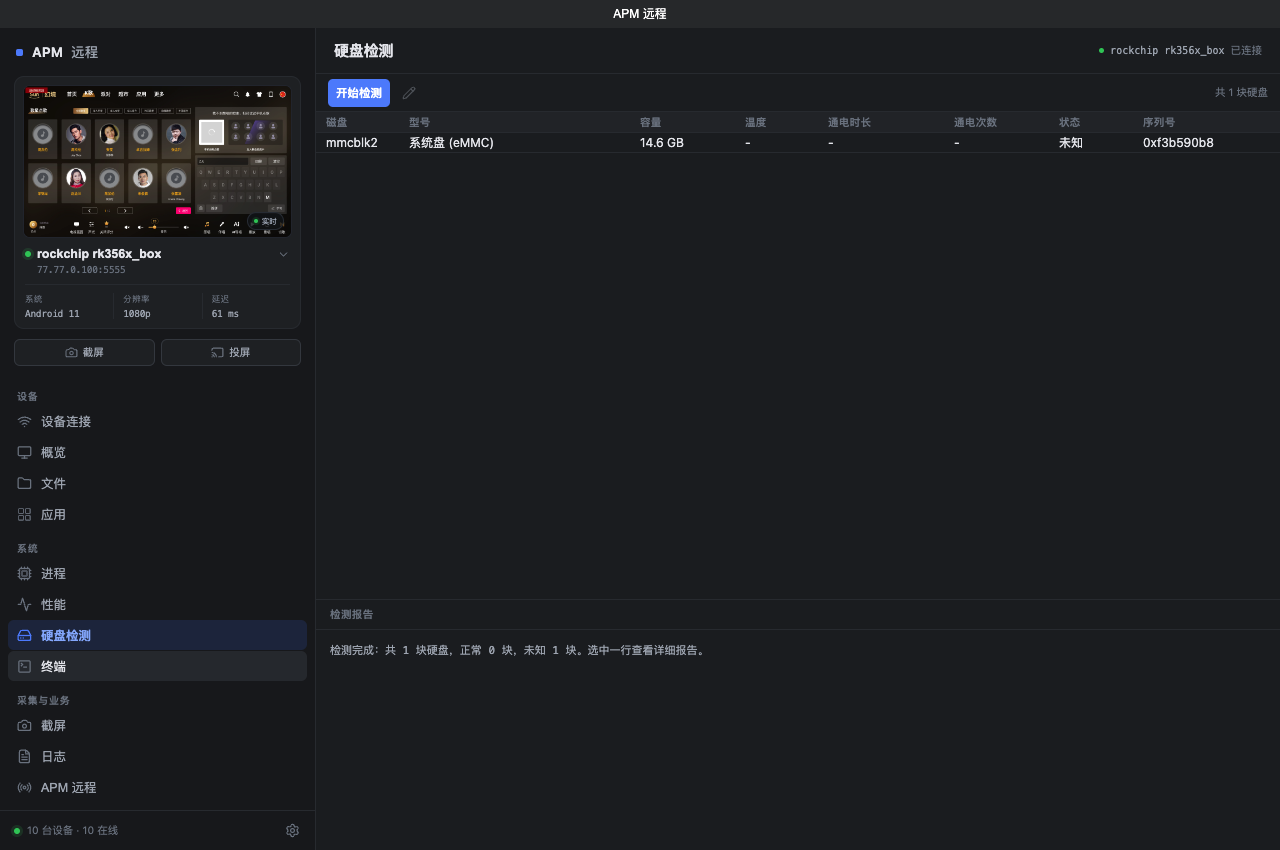 APM 远程
APM 远程
首页
更多
实时
rockchip rk356x_box
77.77.0.100:5555
系统
分辨率
延迟
Android 11
1080p
61 ms
截屏
投屏
设备
设备连接
概览
文件
应用
系统
进程
性能
硬盘检测
终端
采集与业务
截屏
日志
APM 远程
10 台设备 · 10 在线
硬盘检测
rockchip rk356x_box 已连接
开始检测
共 1 块硬盘
磁盘 型号 容量 温度 通电时长 通电次数 状态 序列号
mmcblk2 系统盘 (eMMC) 14.6 GB - - - 未知 0xf3b590b8
检测报告
检测完成: 共 1 块硬盘, 正常 0 块, 未知 1 块。选中一行查看详细报告。